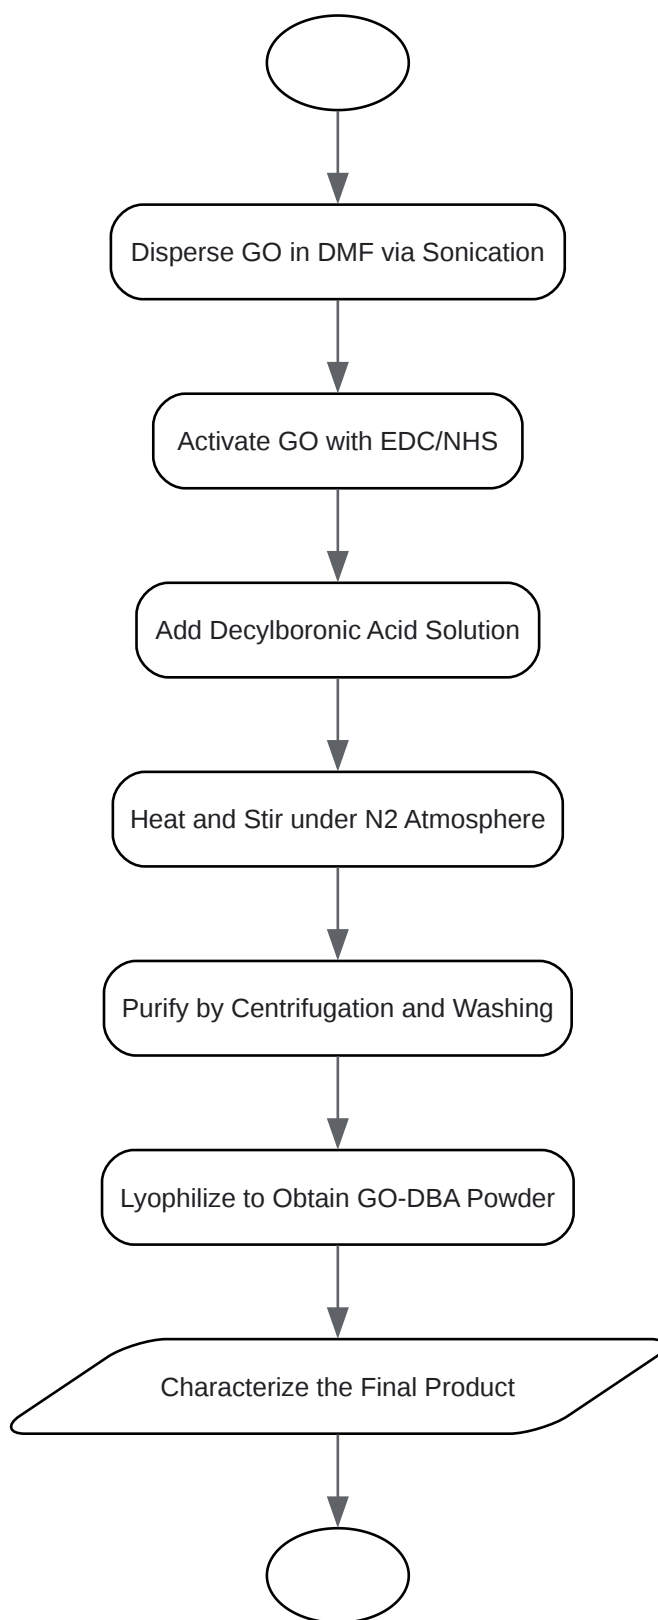 Disperse GO in DMF via Sonication
Activate GO with EDC/NHS
Add Decylboronic Acid Solution
Heat and Stir under N2 Atmosphere
Purify by Centrifugation and Washing
Lyophilize to Obtain GO-DBA Powder
Characterize the Final Product